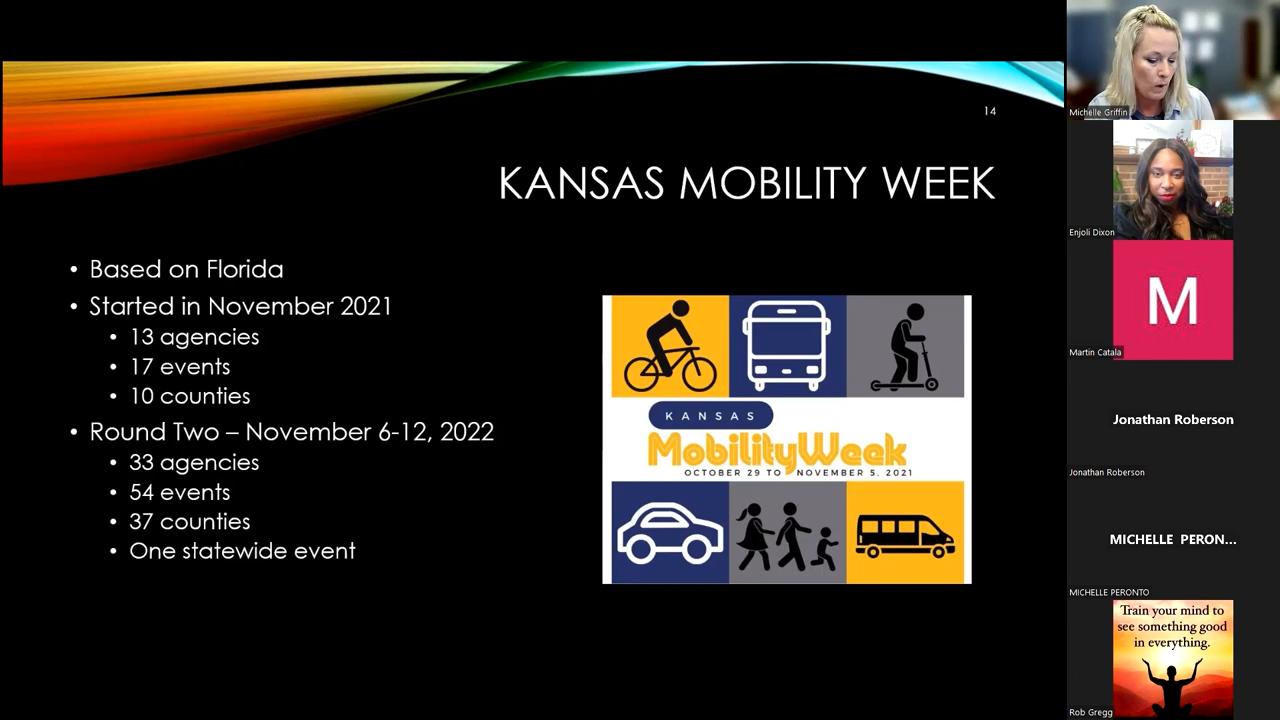 14
KANSAS MOBILITY WEEK
• Based on Florida
• Started in November 2021
• 13 agencies
• 17 events
• 10 counties
• Round Two – November 6-12, 2022
• 33 agencies
• 54 events
• 37 counties
• One statewide event
KANSAS
MobilityWeek
OCTOBER 29 TO NOVEMBER 5, 2021
Michelle Griffin
Enjoli Dixon
M
Martin Catala
Jonathan Roberson
Jonathan Roberson
MICHELLE PERON...
MICHELLE PERONTO
Train your mind to
see something good
in everything.
Rob Gregg